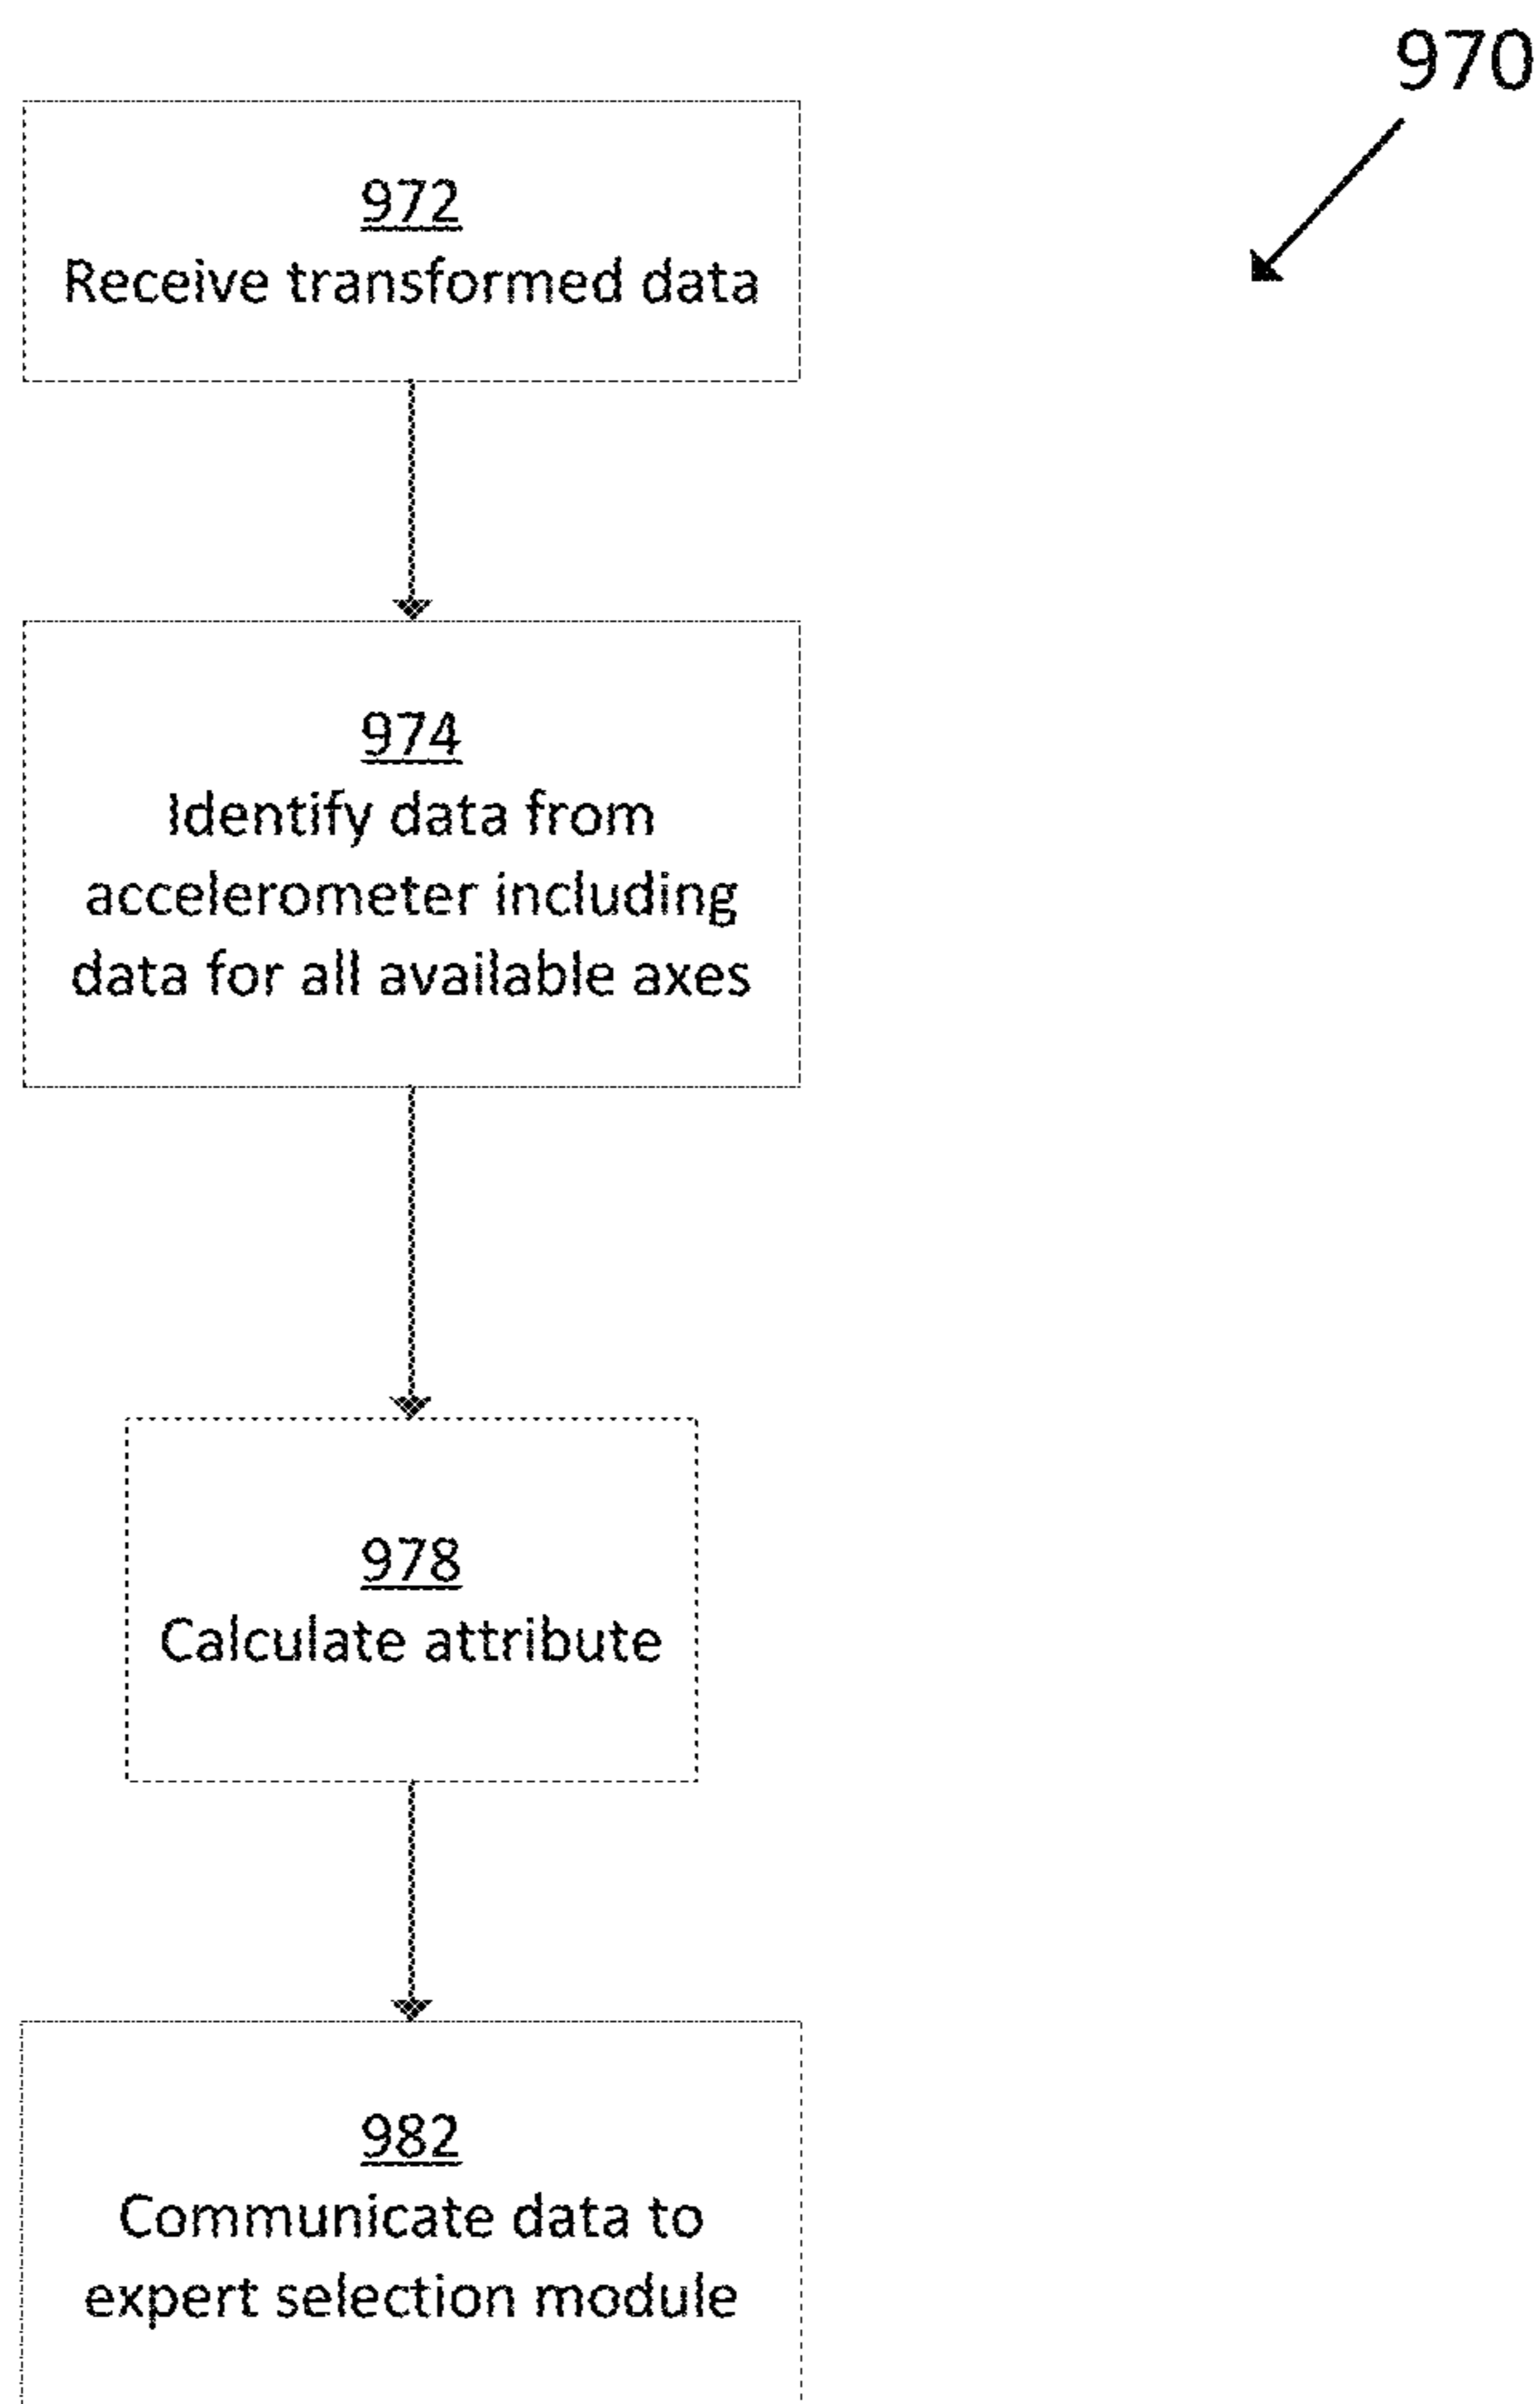 970
972
Receive transformed data
974
Identify data from
accelerometer including
data for all available axes
978
Calculate attribute
982
Communicate data to
expert selection module